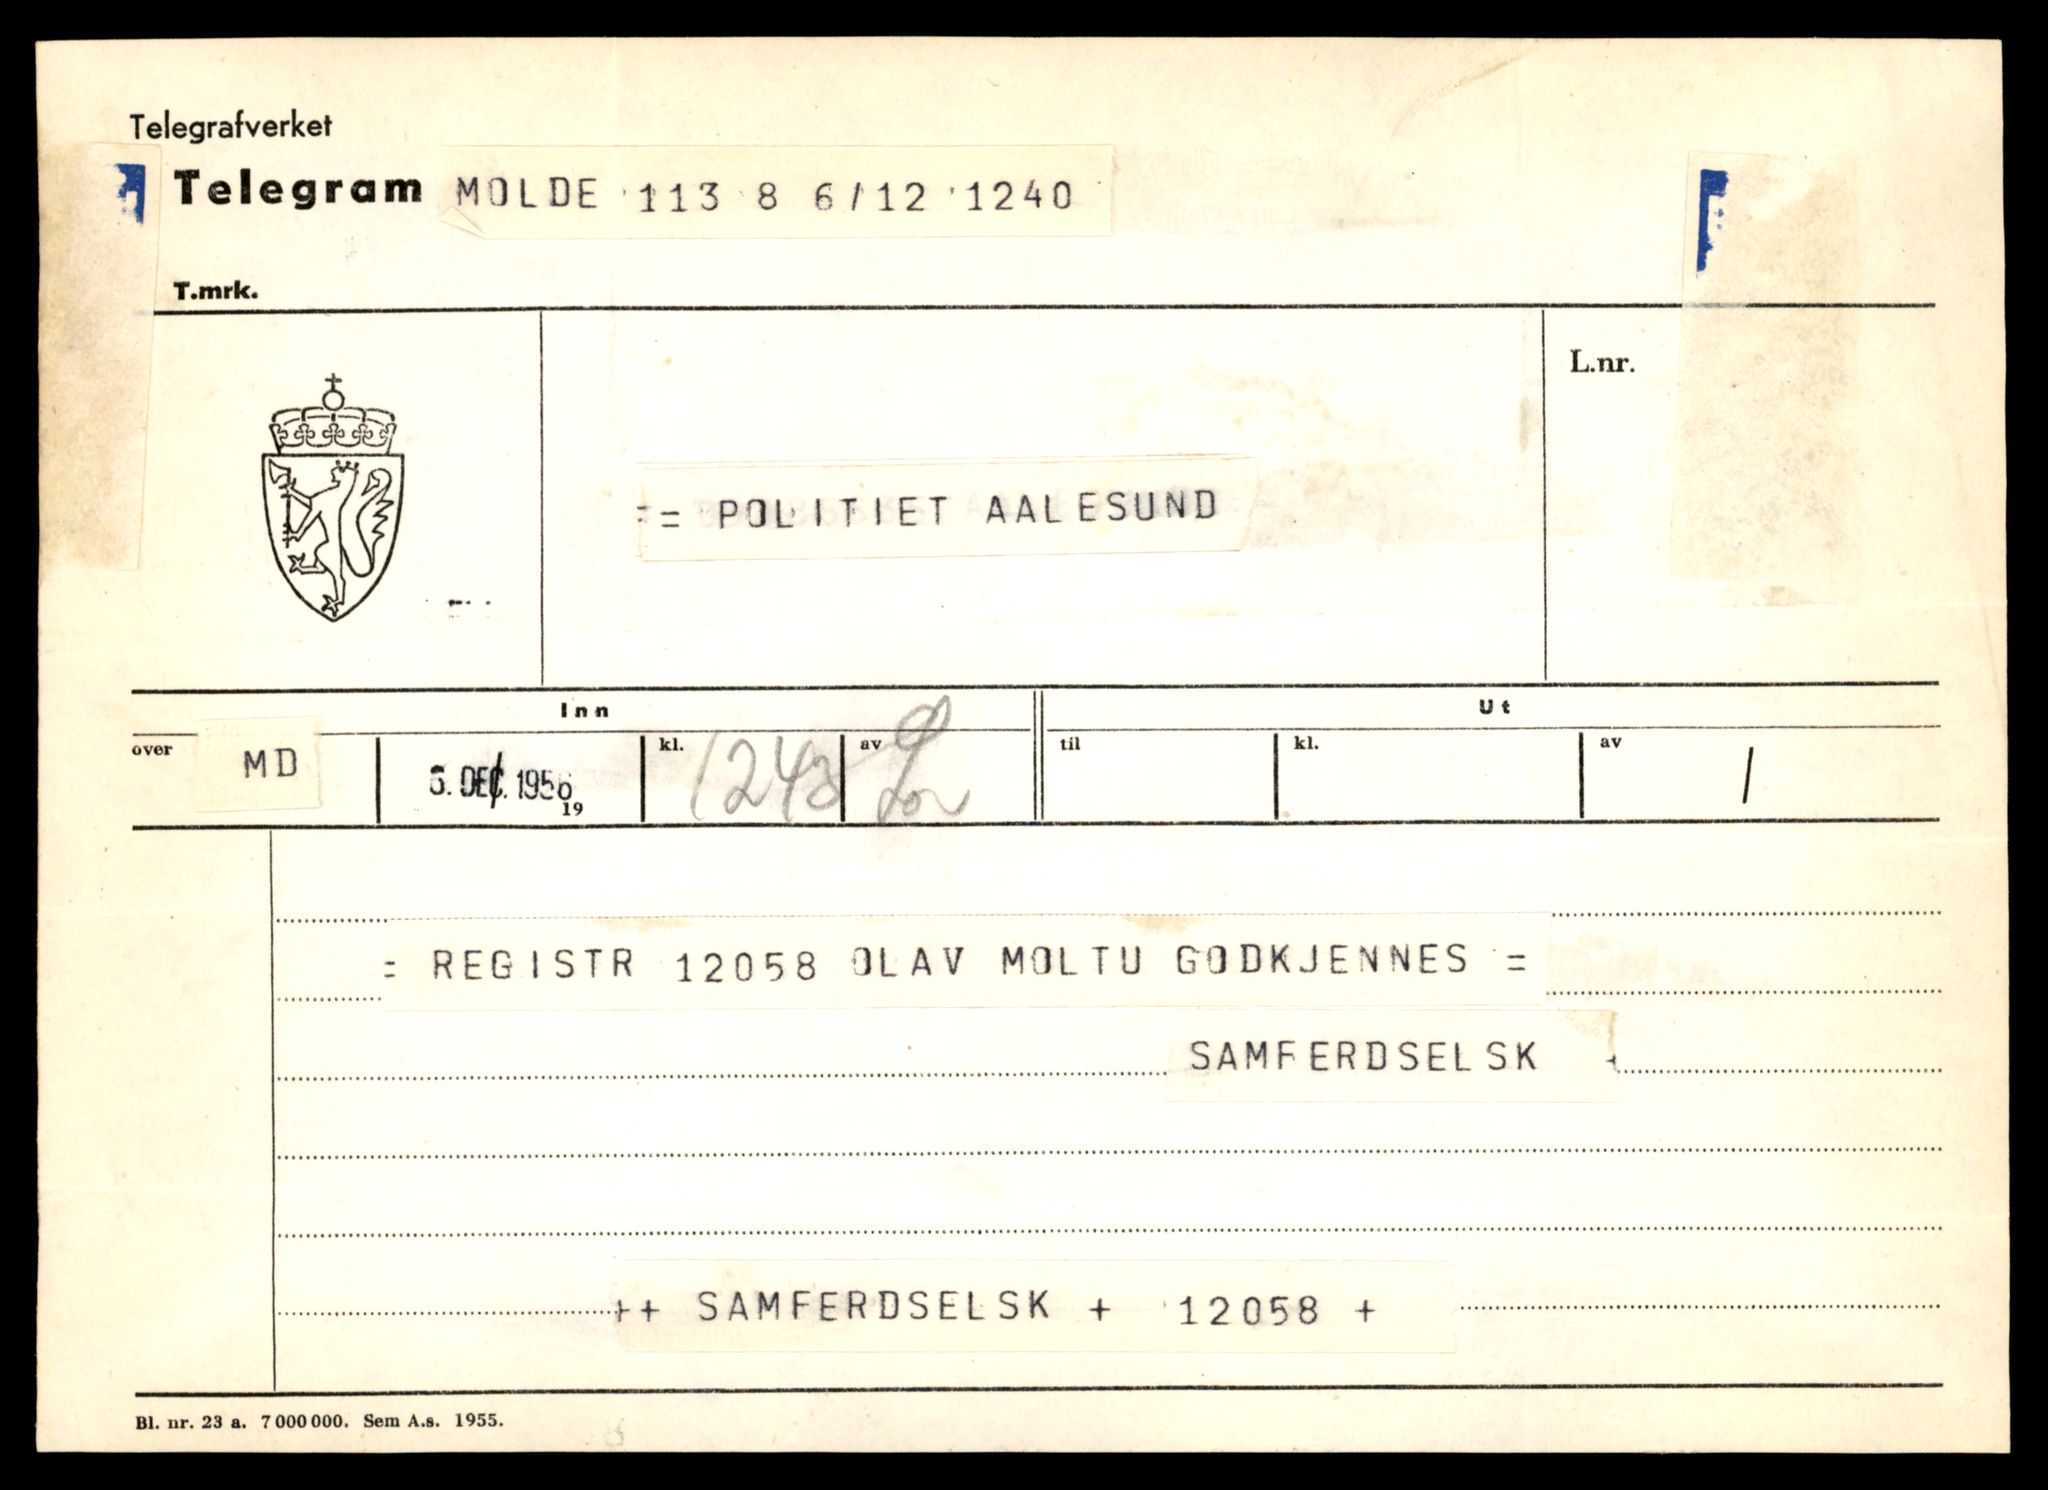 Telegrafverket
Telegram MOLDE 113 8 6/12 1240
T.mrk.
L.nr.
= POLITIET AALESUND
Inn Ut
over MD 6. DEC. 1956 19 kl. 1243 av til kl. av
= REGISTR 12058 OLAV MOLTU GODKJENNES =
SAMFERDSELSK +
++ SAMFERDSELSK + 12058 +
Bl. nr. 23 a. 7 000 000. Sem A.s. 1955.